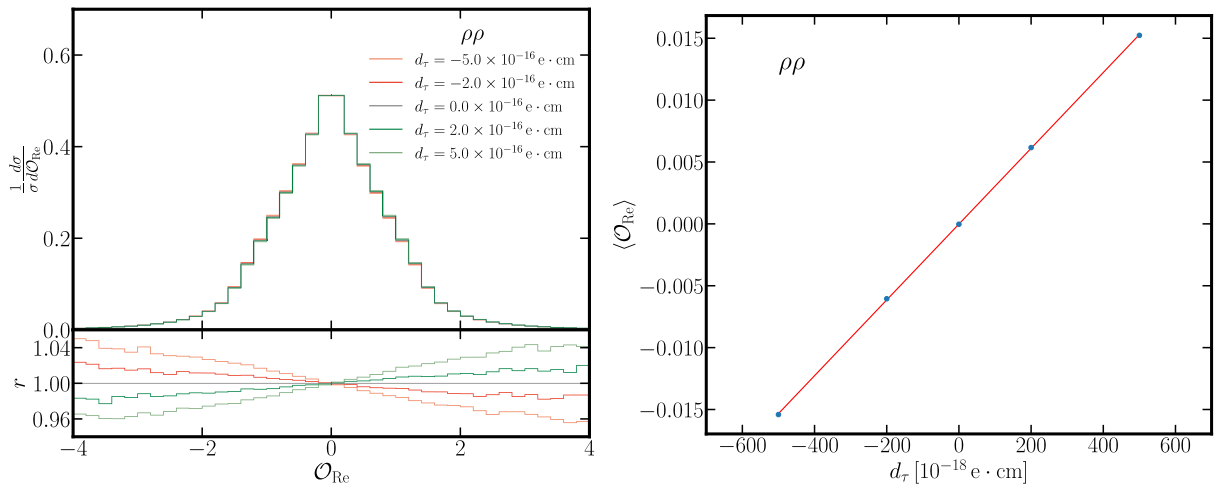 0.6
0.4
0.2
0.0
1/σ dσ/d𝒪_Re
ρρ
d_τ = −5.0 × 10^−16 e · cm
d_τ = −2.0 × 10^−16 e · cm
d_τ = 0.0 × 10^−16 e · cm
d_τ = 2.0 × 10^−16 e · cm
d_τ = 5.0 × 10^−16 e · cm
1.04
1.00
0.96
r
−4 −2 0 2 4
𝒪_Re
0.015
0.010
0.005
0.000
−0.005
−0.010
−0.015
⟨𝒪_Re⟩
ρρ
−600 −400 −200 0 200 400 600
d_τ [10^−18 e · cm]